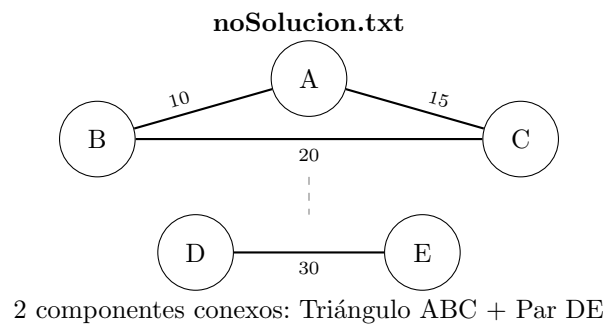 noSolucion.txt
A
10
15
B
C
20
D
E
30
2 componentes conexos: Triángulo ABC + Par DE